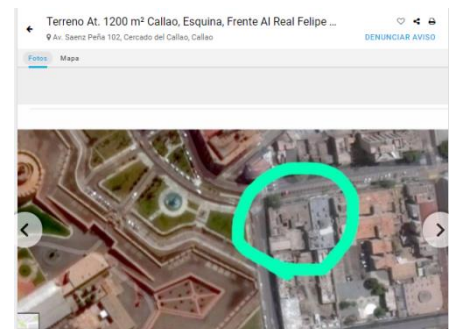 Terreno At. 1200 m² Callao, Esquina, Frente Al Real Felipe ...
Av. Saenz Peña 102, Cercado del Callao, Callao
DENUNCIAR AVISO
Fotos Mapa